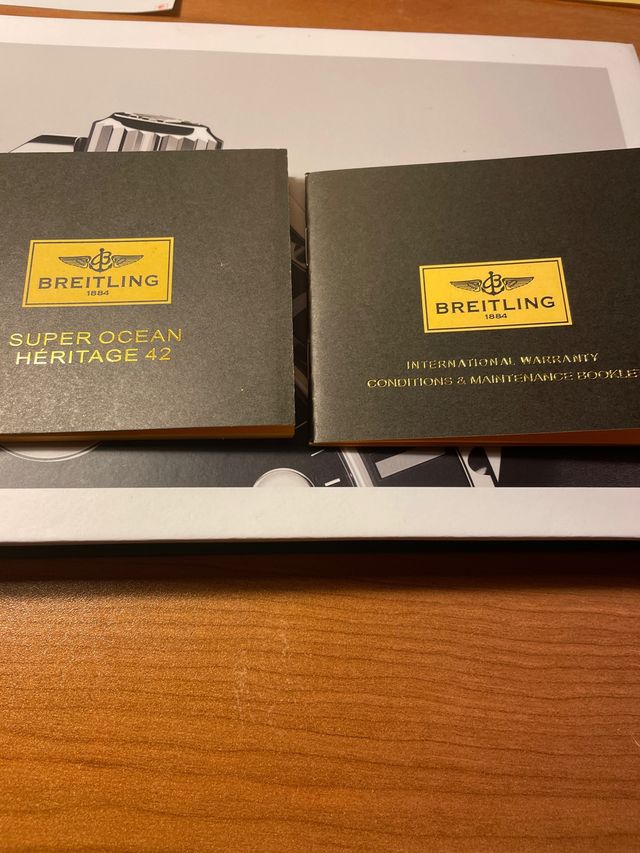 BREITLING
1884
SUPER OCEAN
HÉRITAGE 42
BREITLING
1884
INTERNATIONAL WARRANTY
CONDITIONS & MAINTENANCE BOOKLET